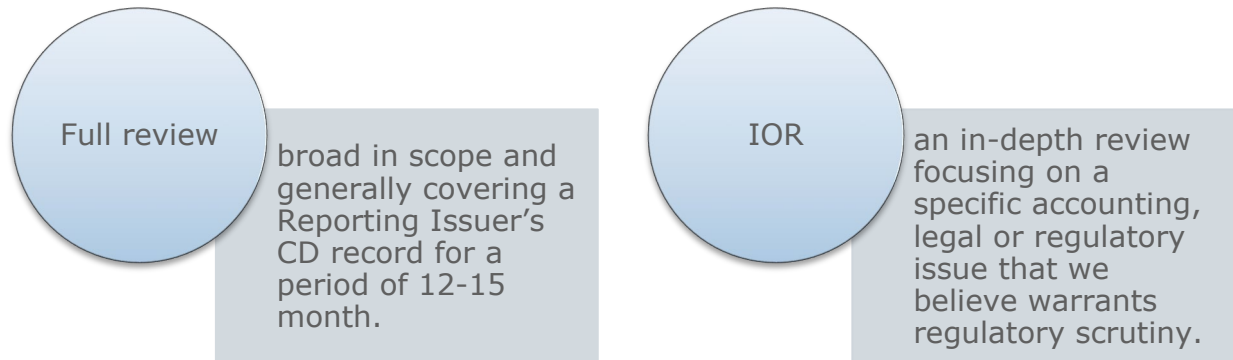 Full review
broad in scope and
generally covering a
Reporting Issuer’s
CD record for a
period of 12-15
month.
IOR
an in-depth review
focusing on a
specific accounting,
legal or regulatory
issue that we
believe warrants
regulatory scrutiny.